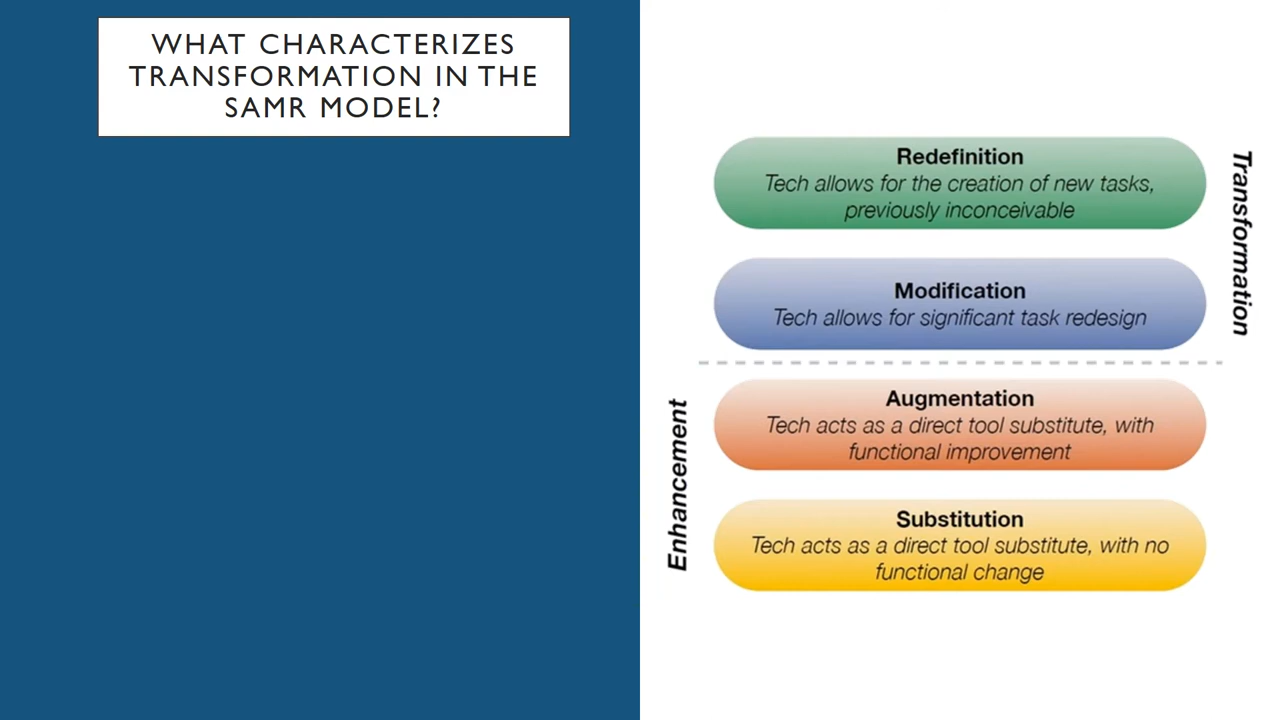 WHAT CHARACTERIZES
TRANSFORMATION IN THE
SAMR MODEL?
Redefinition
Tech allows for the creation of new tasks,
previously inconceivable
Modification
Tech allows for significant task redesign
Transformation
Augmentation
Tech acts as a direct tool substitute, with
functional improvement
Substitution
Tech acts as a direct tool substitute, with no
functional change
Enhancement